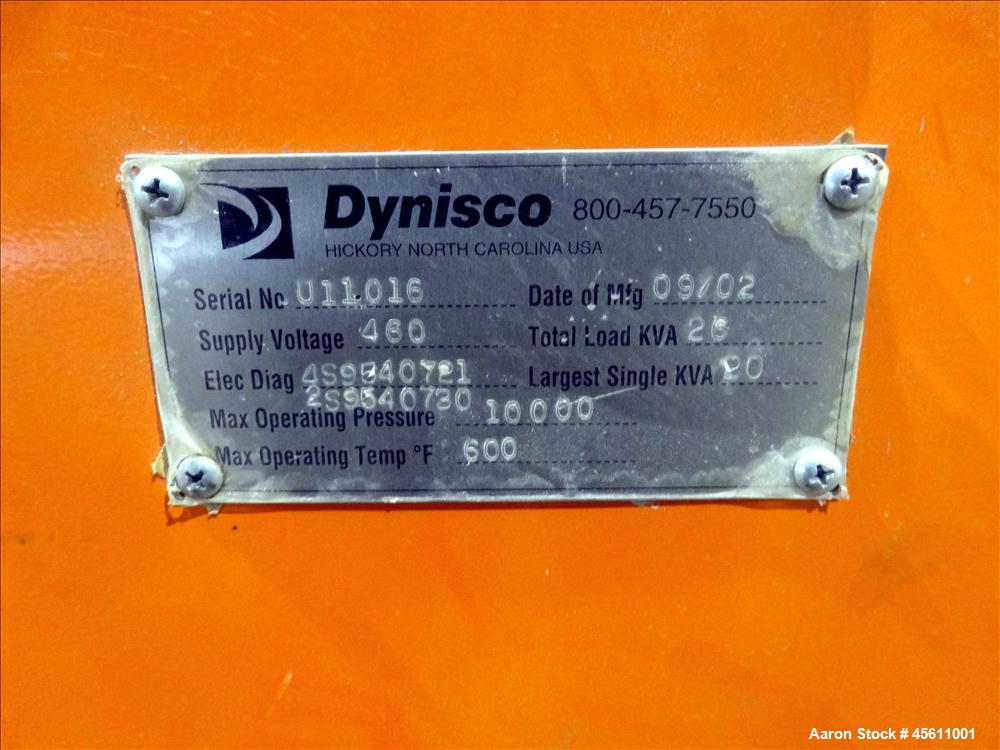 Dynisco 800-457-7550
HICKORY NORTH CAROLINA USA
Serial No U11016 Date of Mfg 09/02
Supply Voltage 460 Total Load KVA 26
Elec Diag 4S9540721 Largest Single KVA 20
2S9540730
Max Operating Pressure 10000
Max Operating Temp °F 600
Aaron Stock # 45611001